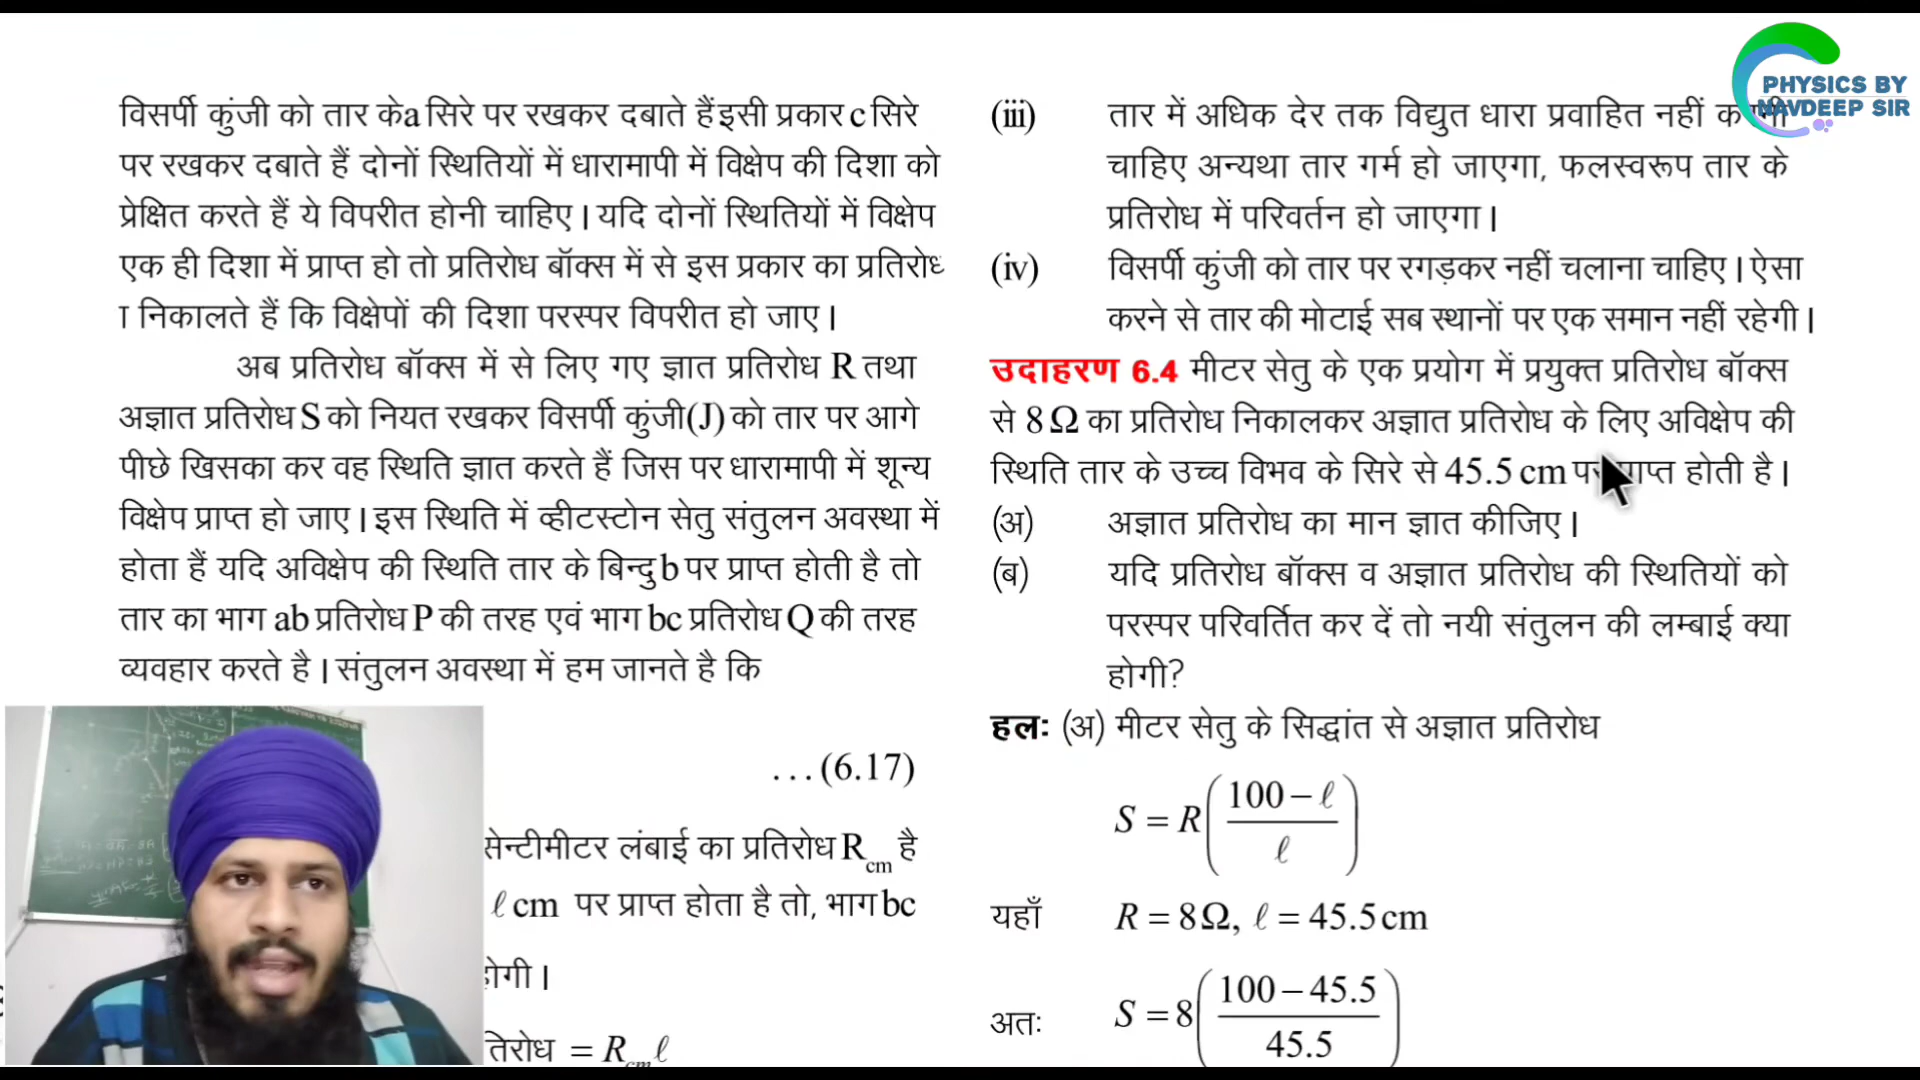 PHYSICS BY
NAVDEEP SIR
विसर्पी कुंजी को तार केa सिरे पर रखकर दबाते हैं इसी प्रकार c सिरे
पर रखकर दबाते हैं दोनों स्थितियों में धारामापी में विक्षेप की दिशा को
प्रेक्षित करते हैं ये विपरीत होनी चाहिए। यदि दोनों स्थितियों में विक्षेप
एक ही दिशा में प्राप्त हो तो प्रतिरोध बॉक्स में से इस प्रकार का प्रतिरोध
ा निकालते हैं कि विक्षेपों की दिशा परस्पर विपरीत हो जाए।
अब प्रतिरोध बॉक्स में से लिए गए ज्ञात प्रतिरोध R तथा
अज्ञात प्रतिरोध S को नियत रखकर विसर्पी कुंजी(J) को तार पर आगे
पीछे खिसका कर वह स्थिति ज्ञात करते हैं जिस पर धारामापी में शून्य
विक्षेप प्राप्त हो जाए। इस स्थिति में व्हीटस्टोन सेतु संतुलन अवस्था में
होता हैं यदि अविक्षेप की स्थिति तार के बिन्दु b पर प्राप्त होती है तो
तार का भाग ab प्रतिरोध P की तरह एवं भाग bc प्रतिरोध Q की तरह
व्यवहार करते है। संतुलन अवस्था में हम जानते है कि
...(6.17)
सेन्टीमीटर लंबाई का प्रतिरोध R_cm है
ℓ cm पर प्राप्त होता है तो, भाग bc
होगी।
तिरोध = R_cm ℓ
(iii) तार में अधिक देर तक विद्युत धारा प्रवाहित नहीं
चाहिए अन्यथा तार गर्म हो जाएगा, फलस्वरूप तार के
प्रतिरोध में परिवर्तन हो जाएगा।
(iv) विसर्पी कुंजी को तार पर रगड़कर नहीं चलाना चाहिए। ऐसा
करने से तार की मोटाई सब स्थानों पर एक समान नहीं रहेगी।
उदाहरण 6.4 मीटर सेतु के एक प्रयोग में प्रयुक्त प्रतिरोध बॉक्स
से 8 Ω का प्रतिरोध निकालकर अज्ञात प्रतिरोध के लिए अविक्षेप की
स्थिति तार के उच्च विभव के सिरे से 45.5 cm पर प्राप्त होती है।
(अ) अज्ञात प्रतिरोध का मान ज्ञात कीजिए।
(ब) यदि प्रतिरोध बॉक्स व अज्ञात प्रतिरोध की स्थितियों को
परस्पर परिवर्तित कर दें तो नयी संतुलन की लम्बाई क्या
होगी?
हलः (अ) मीटर सेतु के सिद्धांत से अज्ञात प्रतिरोध
S = R(100 – ℓ / ℓ)
यहाँ R = 8Ω, ℓ = 45.5 cm
अतः S = 8(100 – 45.5 / 45.5)